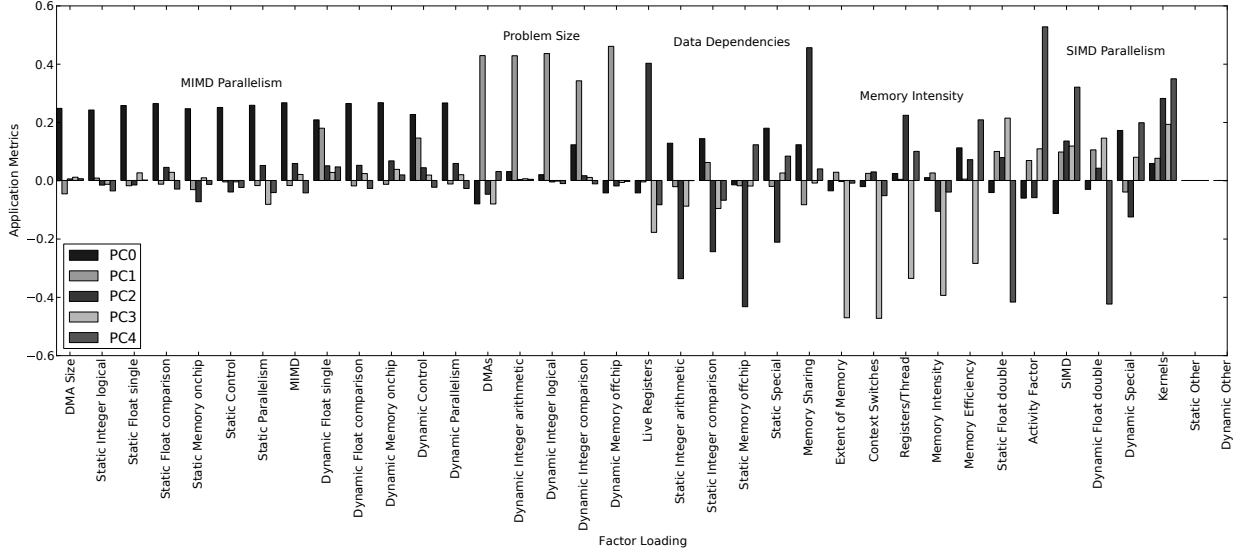 0.6
0.4
0.2
0.0
−0.2
−0.4
−0.6
Application Metrics
MIMD Parallelism
Problem Size
Data Dependencies
Memory Intensity
SIMD Parallelism
PC0
PC1
PC2
PC3
PC4
DMA Size
Static Integer logical
Static Float single
Static Float comparison
Static Memory onchip
Static Control
Static Parallelism
MIMD
Dynamic Float single
Dynamic Float comparison
Dynamic Memory onchip
Dynamic Control
Dynamic Parallelism
DMAs
Dynamic Integer arithmetic
Dynamic Integer logical
Dynamic Integer comparison
Dynamic Memory offchip
Live Registers
Static Integer arithmetic
Static Integer comparison
Static Memory offchip
Static Special
Memory Sharing
Extent of Memory
Context Switches
Registers/Thread
Memory Intensity
Memory Efficiency
Static Float double
Activity Factor
SIMD
Dynamic Float double
Dynamic Special
Kernels
Static Other
Dynamic Other
Factor Loading